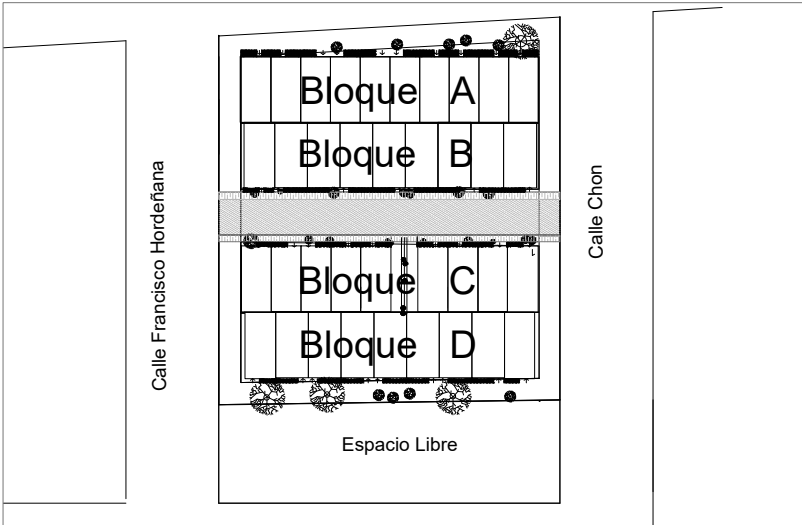 Bloque A
Bloque B
Calle Francisco Hordeñana
Calle Chon
Bloque C
Bloque D
Espacio Libre